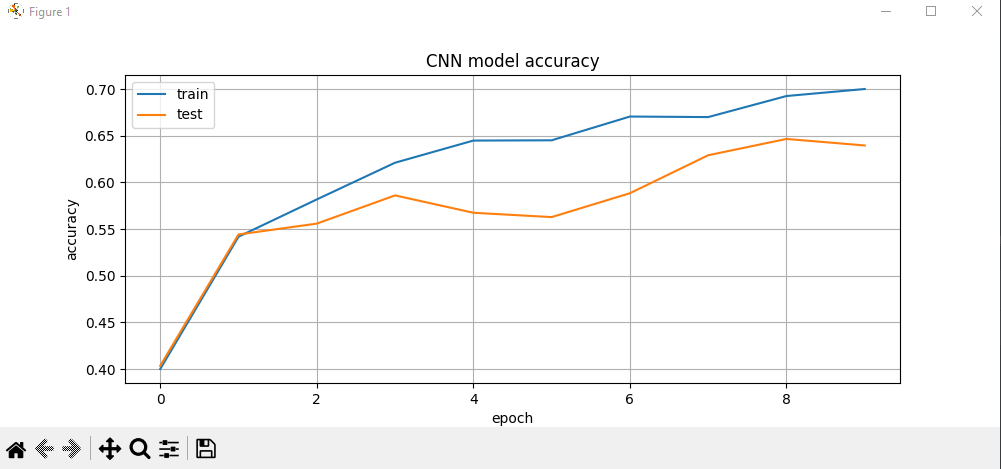 Figure 1
CNN model accuracy
train
test
0.70
0.65
0.60
0.55
0.50
0.45
0.40
accuracy
0 2 4 6 8
epoch